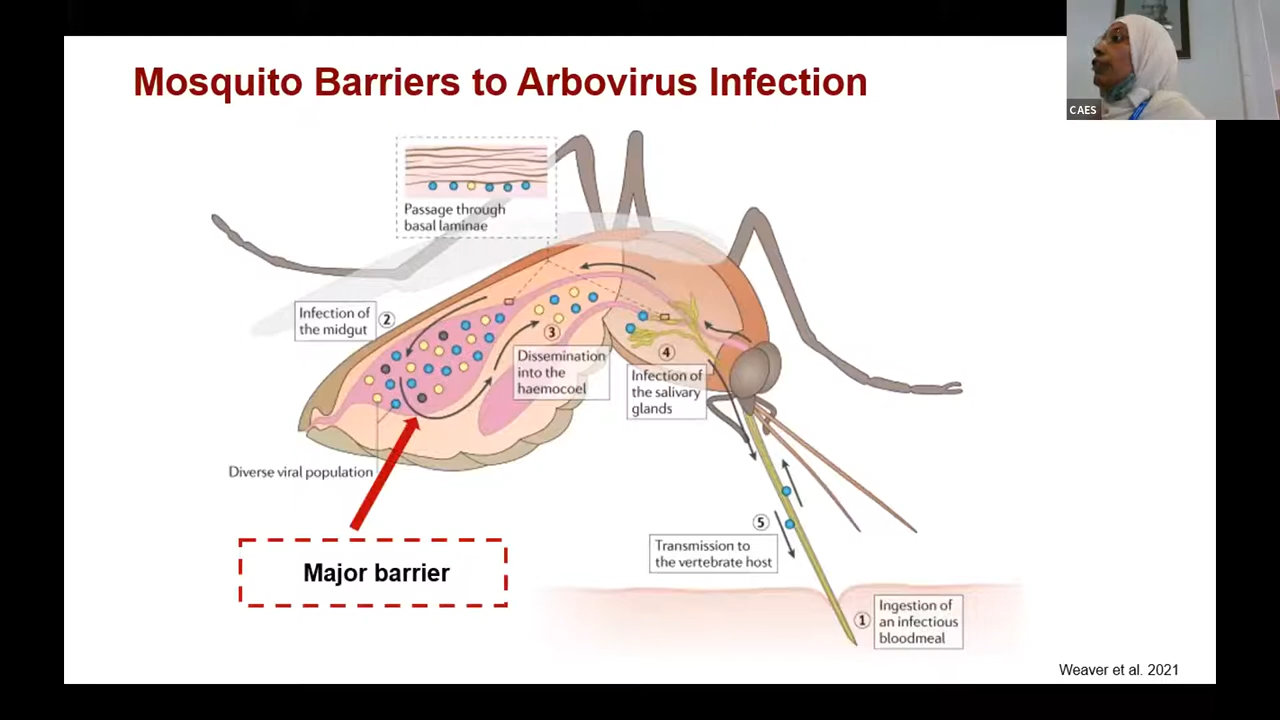 Mosquito Barriers to Arbovirus Infection
CAES
Passage through
basal laminae
Infection of
the midgut
2
3
Dissemination
into the
haemocoel
4
Infection of
the salivary
glands
Diverse viral population
Major barrier
5
Transmission to
the vertebrate host
1
Ingestion of
an infectious
bloodmeal
Weaver et al. 2021